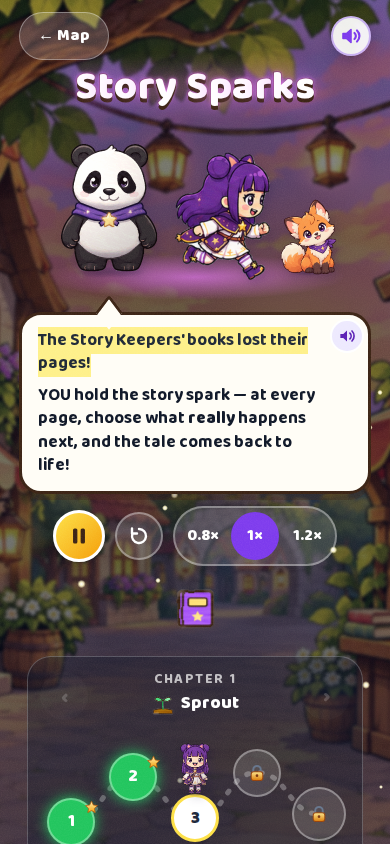 ← Map
Story Sparks
The Story Keepers' books lost their
pages!
YOU hold the story spark — at every
page, choose what really happens
next, and the tale comes back to
life!
0.8× 1× 1.2×
CHAPTER 1
Sprout
2
1
3